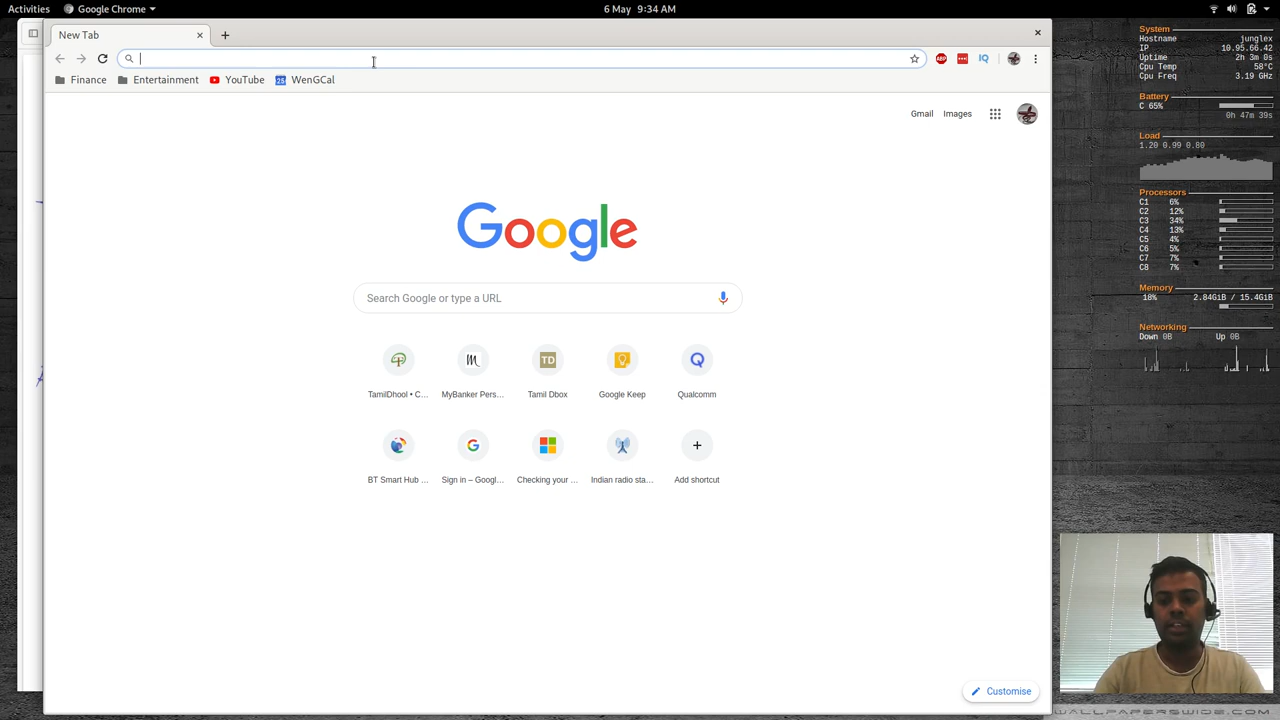 Activities
Google Chrome
6 May 9:34 AM
New Tab
Finance
Entertainment
YouTube
WenGCal
Gmail
Images
Google
Search Google or type a URL
TamilDhool • C...
MyBanker Pers...
Tamil Dbox
Google Keep
Qualcomm
BT Smart Hub ...
Sign in – Googl...
Checking your ...
Indian radio sta...
Add shortcut
Customise
System
Hostname junglex
IP 10.95.66.42
Uptime 2h 3m 0s
Cpu Temp 58°C
Cpu Freq 3.19 GHz
Battery
C 65%
0h 47m 39s
Load
1.20 0.99 0.80
Processors
C1 6%
C2 12%
C3 34%
C4 13%
C5 4%
C6 5%
C7 7%
C8 7%
Memory
18% 2.84GiB / 15.4GiB
Networking
Down 0B Up 0B
WALLPAPERSWIDE.COM